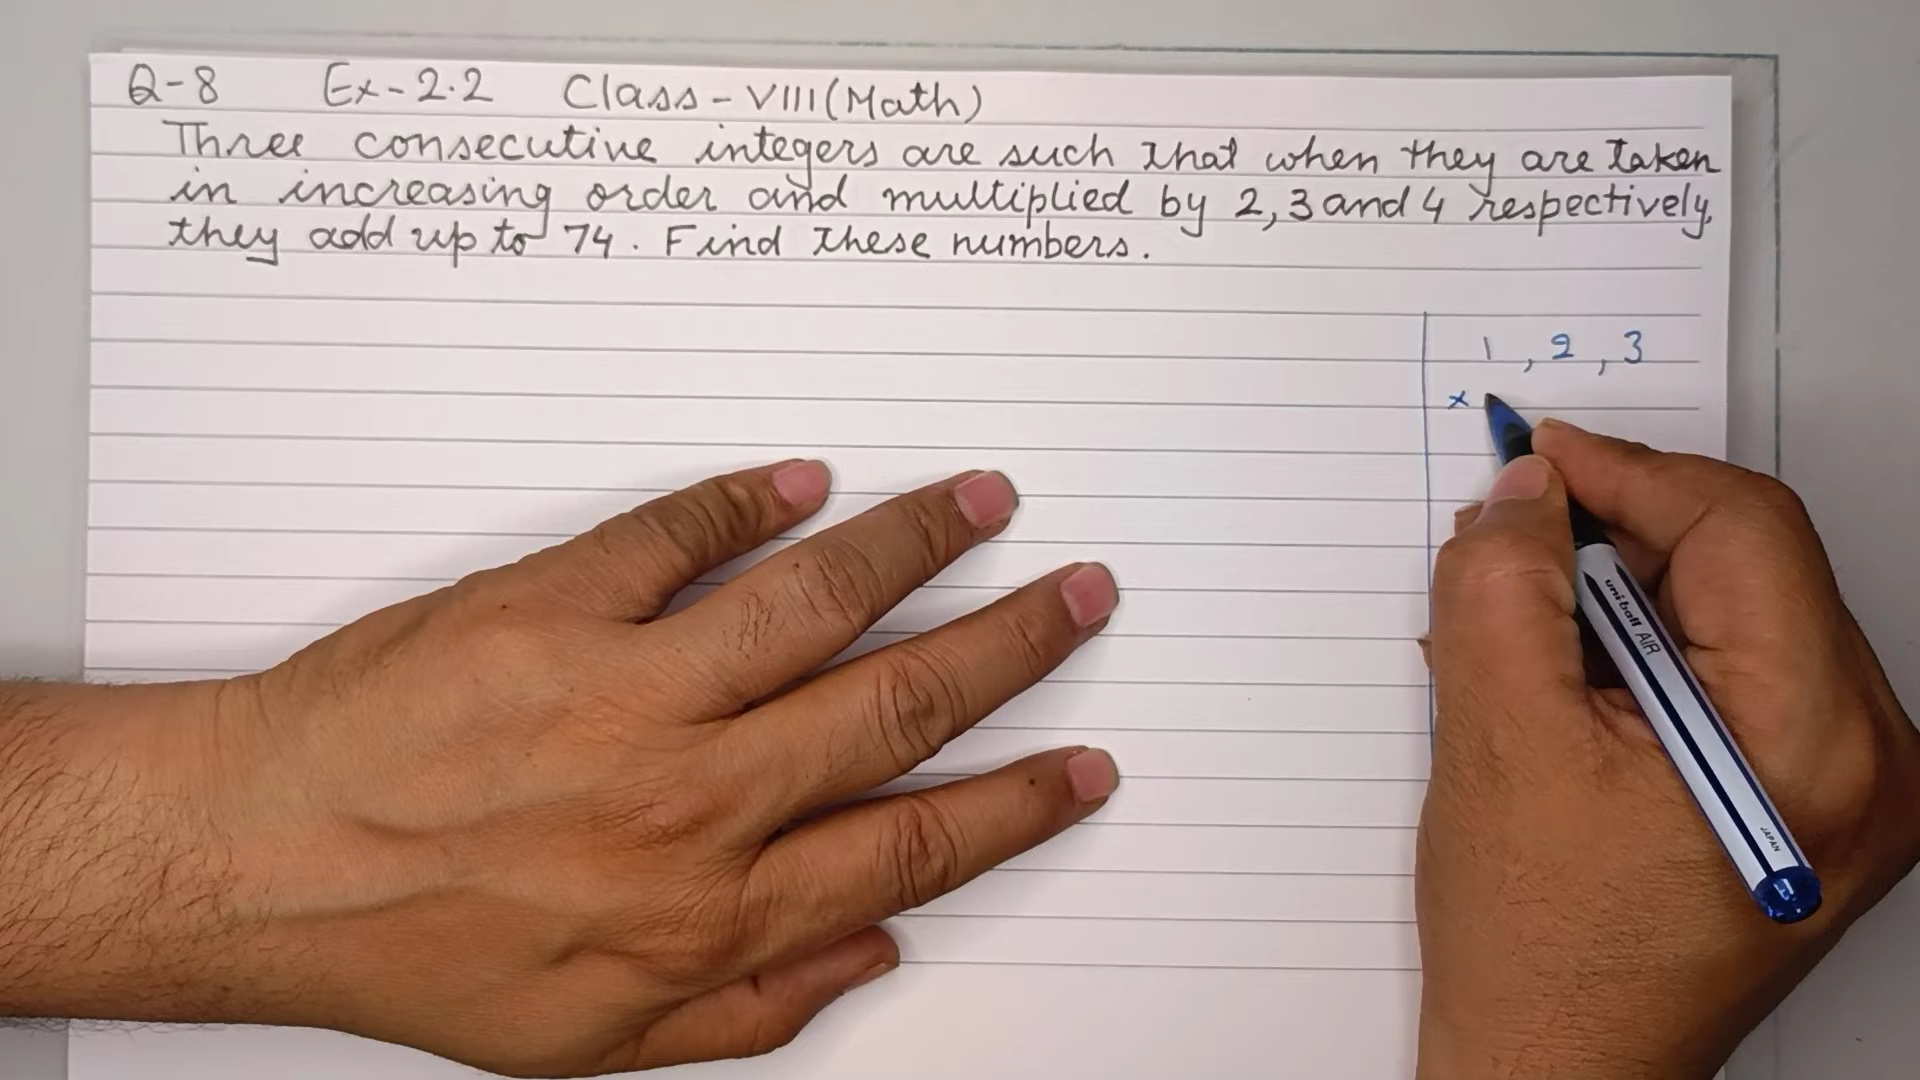 Q-8 Ex-2.2 Class-VIII(Math)
Three consecutive integers are such that when they are taken
in increasing order and multiplied by 2, 3 and 4 respectively,
they add up to 74. Find these numbers.
1 , 2 , 3
×
uni-ball AIR
JAPAN